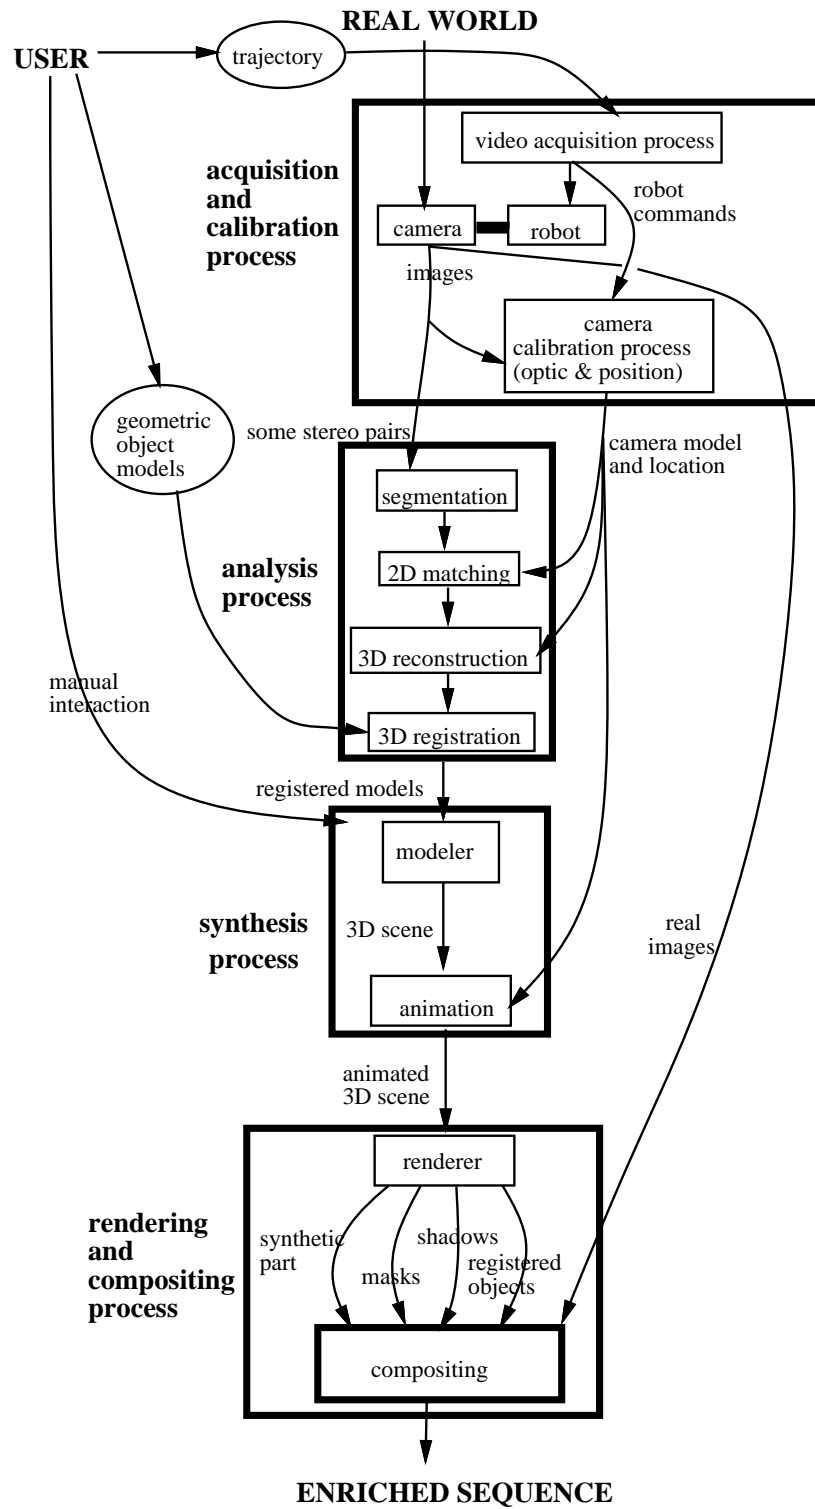 REAL WORLD
USER
trajectory
video acquisition process
acquisition
and
calibration
process
robot
commands
camera
robot
images
camera
calibration process
(optic & position)
geometric
object
models
some stereo pairs
camera model
and location
segmentation
analysis
process
2D matching
3D reconstruction
manual
interaction
3D registration
registered models
modeler
synthesis
process
3D scene
real
images
animation
animated
3D scene
renderer
rendering
and
compositing
process
synthetic
part
shadows
masks
registered
objects
compositing
ENRICHED SEQUENCE